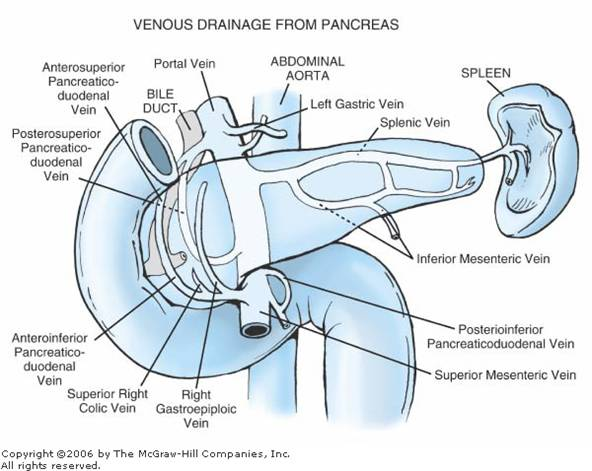 VENOUS DRAINAGE FROM PANCREAS
Anterosuperior
Pancreatico-
duodenal
Vein
Portal Vein
ABDOMINAL
AORTA
SPLEEN
BILE
DUCT
Left Gastric Vein
Splenic Vein
Posterosuperior
Pancreatico-
duodenal
Vein
Inferior Mesenteric Vein
Anteroinferior
Pancreatico-
duodenal
Vein
Superior Right
Colic Vein
Right
Gastroepiploic
Vein
Posterioinferior
Pancreaticoduodenal Vein
Superior Mesenteric Vein
Copyright ©2006 by The McGraw-Hill Companies, Inc.
All rights reserved.